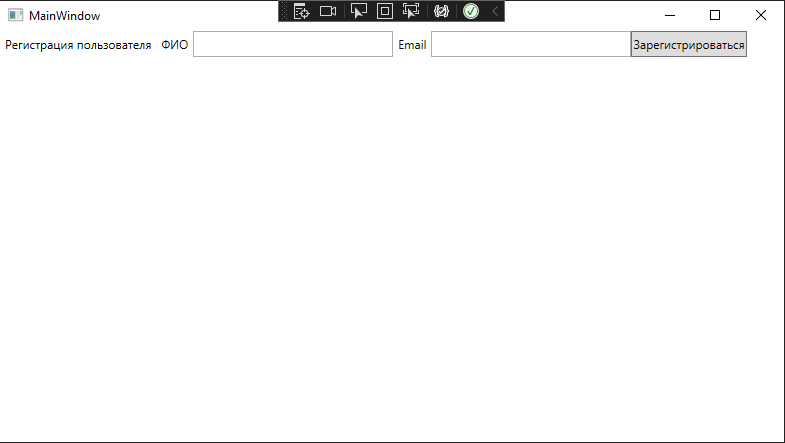 MainWindow
Регистрация пользователя ФИО Email Зарегистрироваться